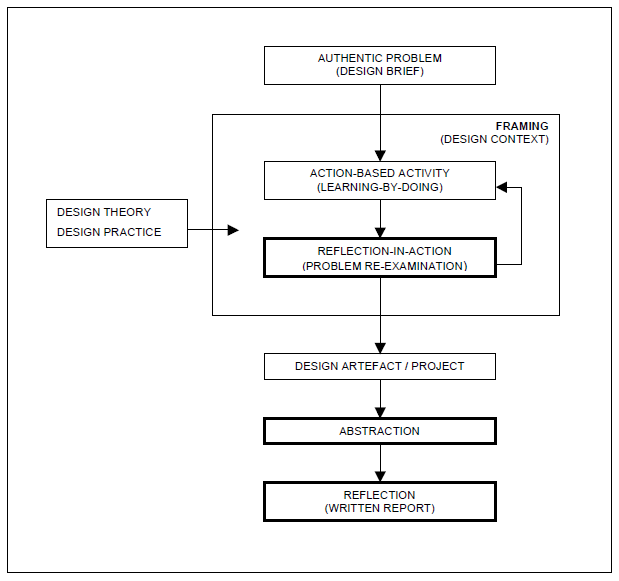 AUTHENTIC PROBLEM
(DESIGN BRIEF)
FRAMING
(DESIGN CONTEXT)
ACTION-BASED ACTIVITY
(LEARNING-BY-DOING)
DESIGN THEORY
DESIGN PRACTICE
REFLECTION-IN-ACTION
(PROBLEM RE-EXAMINATION)
DESIGN ARTEFACT / PROJECT
ABSTRACTION
REFLECTION
(WRITTEN REPORT)